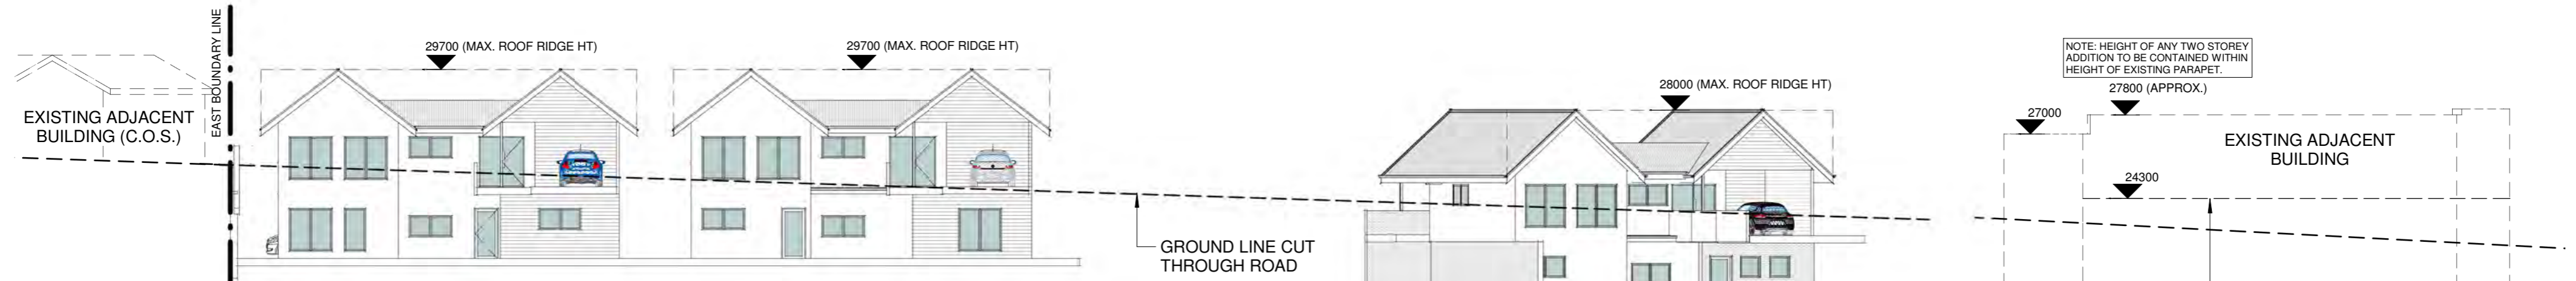 EXISTING ADJACENT
BUILDING (C.O.S.)
EAST BOUNDARY LINE
29700 (MAX. ROOF RIDGE HT)
29700 (MAX. ROOF RIDGE HT)
GROUND LINE CUT
THROUGH ROAD
28000 (MAX. ROOF RIDGE HT)
NOTE: HEIGHT OF ANY TWO STOREY
ADDITION TO BE CONTAINED WITHIN
HEIGHT OF EXISTING PARAPET.
27800 (APPROX.)
27000
EXISTING ADJACENT
BUILDING
24300